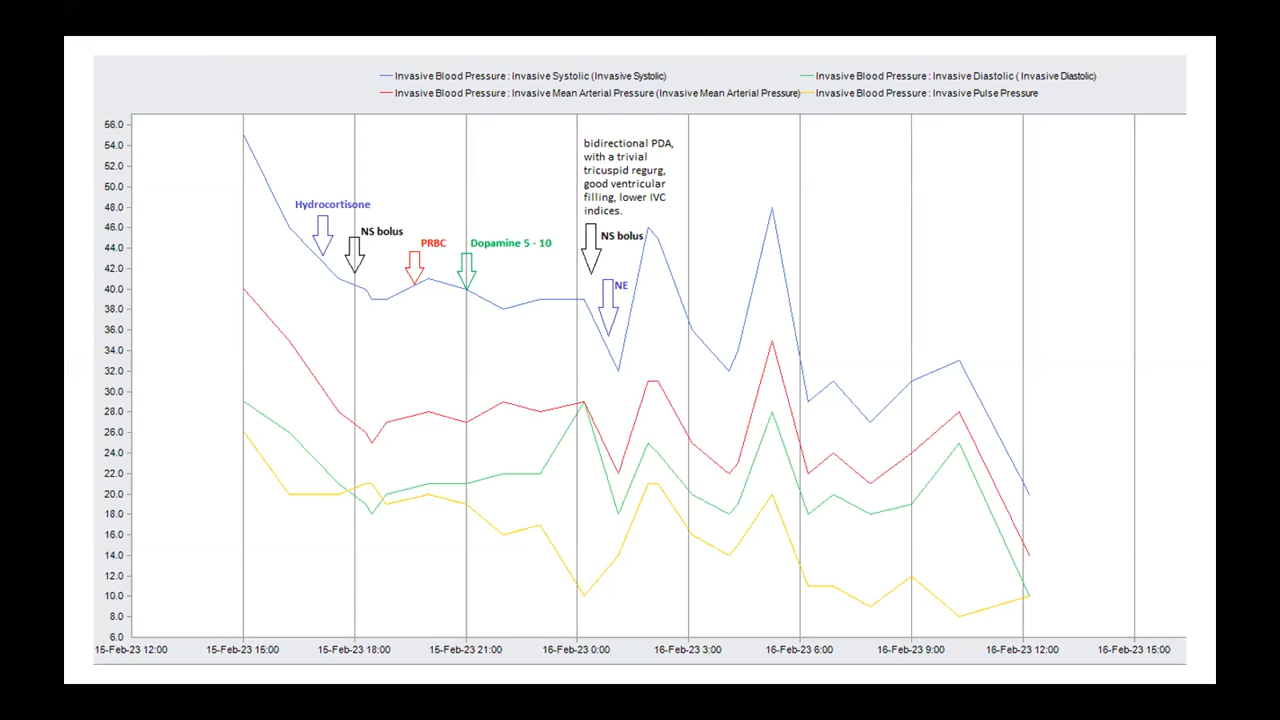 Invasive Blood Pressure : Invasive Systolic (Invasive Systolic)
Invasive Blood Pressure : Invasive Diastolic ( Invasive Diastolic)
Invasive Blood Pressure : Invasive Mean Arterial Pressure (Invasive Mean Arterial Pressure)
Invasive Blood Pressure : Invasive Pulse Pressure
56.0
54.0
52.0
50.0
48.0
46.0
44.0
42.0
40.0
38.0
36.0
34.0
32.0
30.0
28.0
26.0
24.0
22.0
20.0
18.0
16.0
14.0
12.0
10.0
8.0
6.0
Hydrocortisone
NS bolus
PRBC
Dopamine 5 - 10
bidirectional PDA,
with a trivial
tricuspid regurg,
good ventricular
filling, lower IVC
indices.
NS bolus
NE
15-Feb-23 12:00
15-Feb-23 15:00
15-Feb-23 18:00
15-Feb-23 21:00
16-Feb-23 0:00
16-Feb-23 3:00
16-Feb-23 6:00
16-Feb-23 9:00
16-Feb-23 12:00
16-Feb-23 15:00